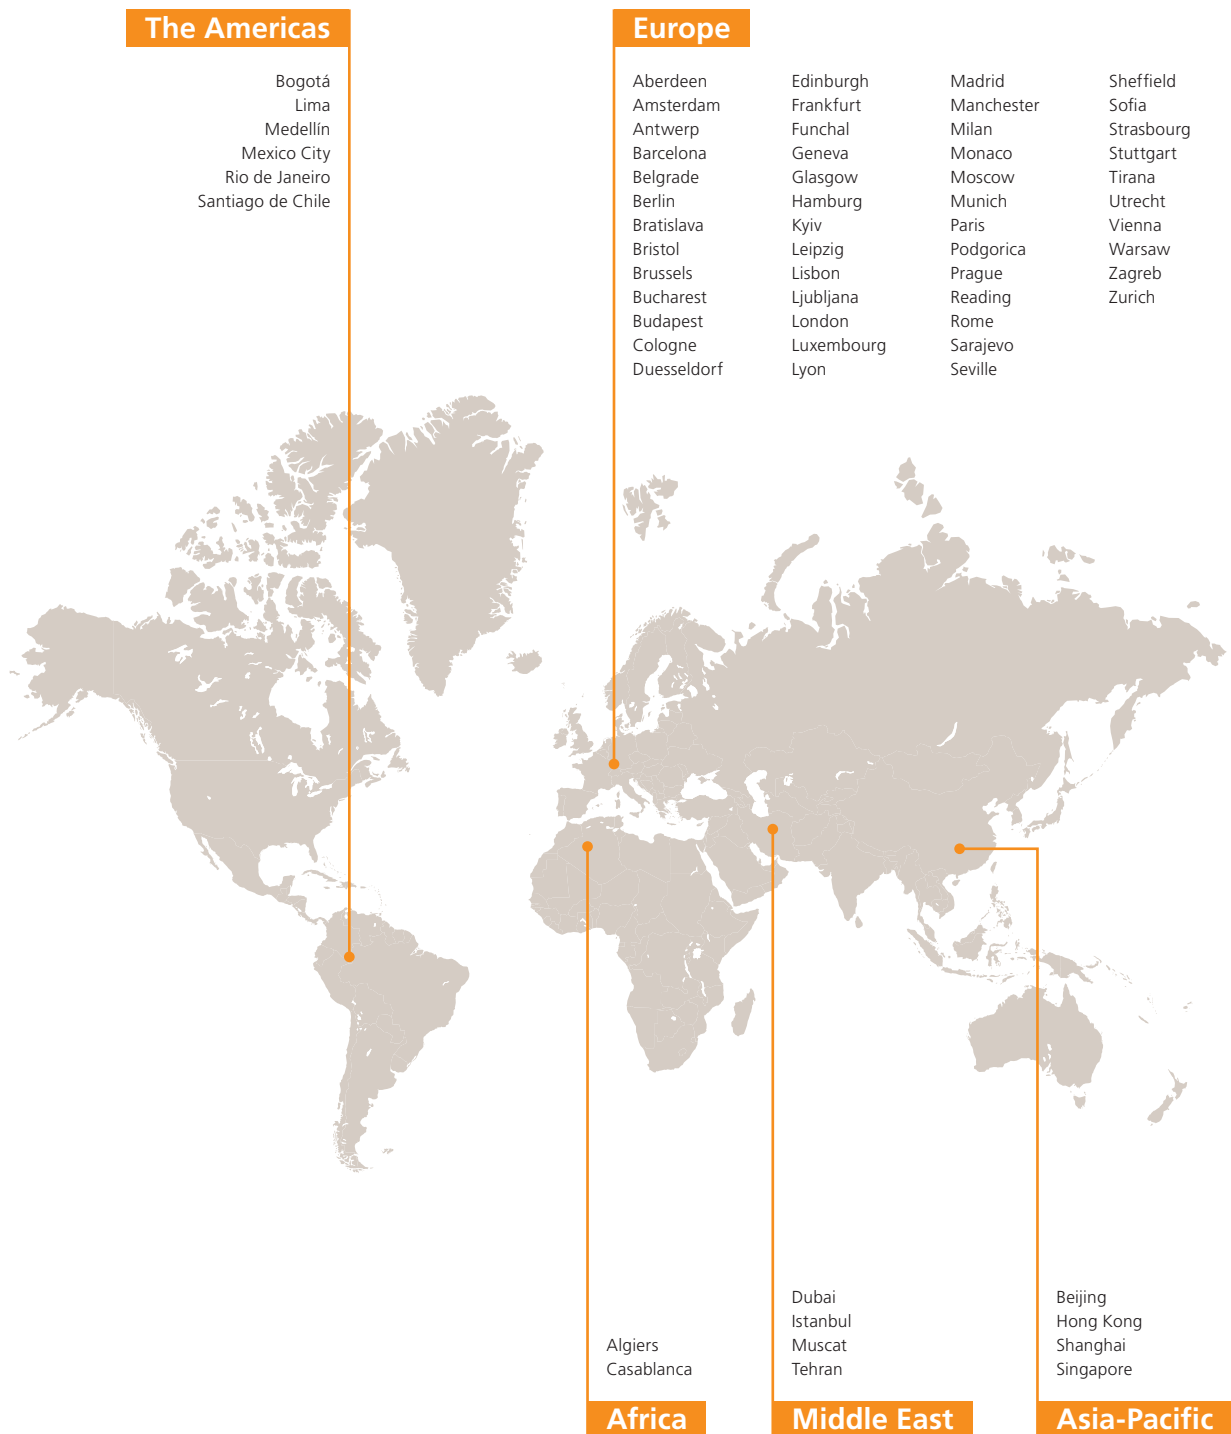 The Americas
Bogotá
Lima
Medellín
Mexico City
Rio de Janeiro
Santiago de Chile
Europe
Aberdeen
Amsterdam
Antwerp
Barcelona
Belgrade
Berlin
Bratislava
Bristol
Brussels
Bucharest
Budapest
Cologne
Duesseldorf
Edinburgh
Frankfurt
Funchal
Geneva
Glasgow
Hamburg
Kyiv
Leipzig
Lisbon
Ljubljana
London
Luxembourg
Lyon
Madrid
Manchester
Milan
Monaco
Moscow
Munich
Paris
Podgorica
Prague
Reading
Rome
Sarajevo
Seville
Sheffield
Sofia
Strasbourg
Stuttgart
Tirana
Utrecht
Vienna
Warsaw
Zagreb
Zurich
Algiers
Casablanca
Africa
Dubai
Istanbul
Muscat
Tehran
Middle East
Beijing
Hong Kong
Shanghai
Singapore
Asia-Pacific